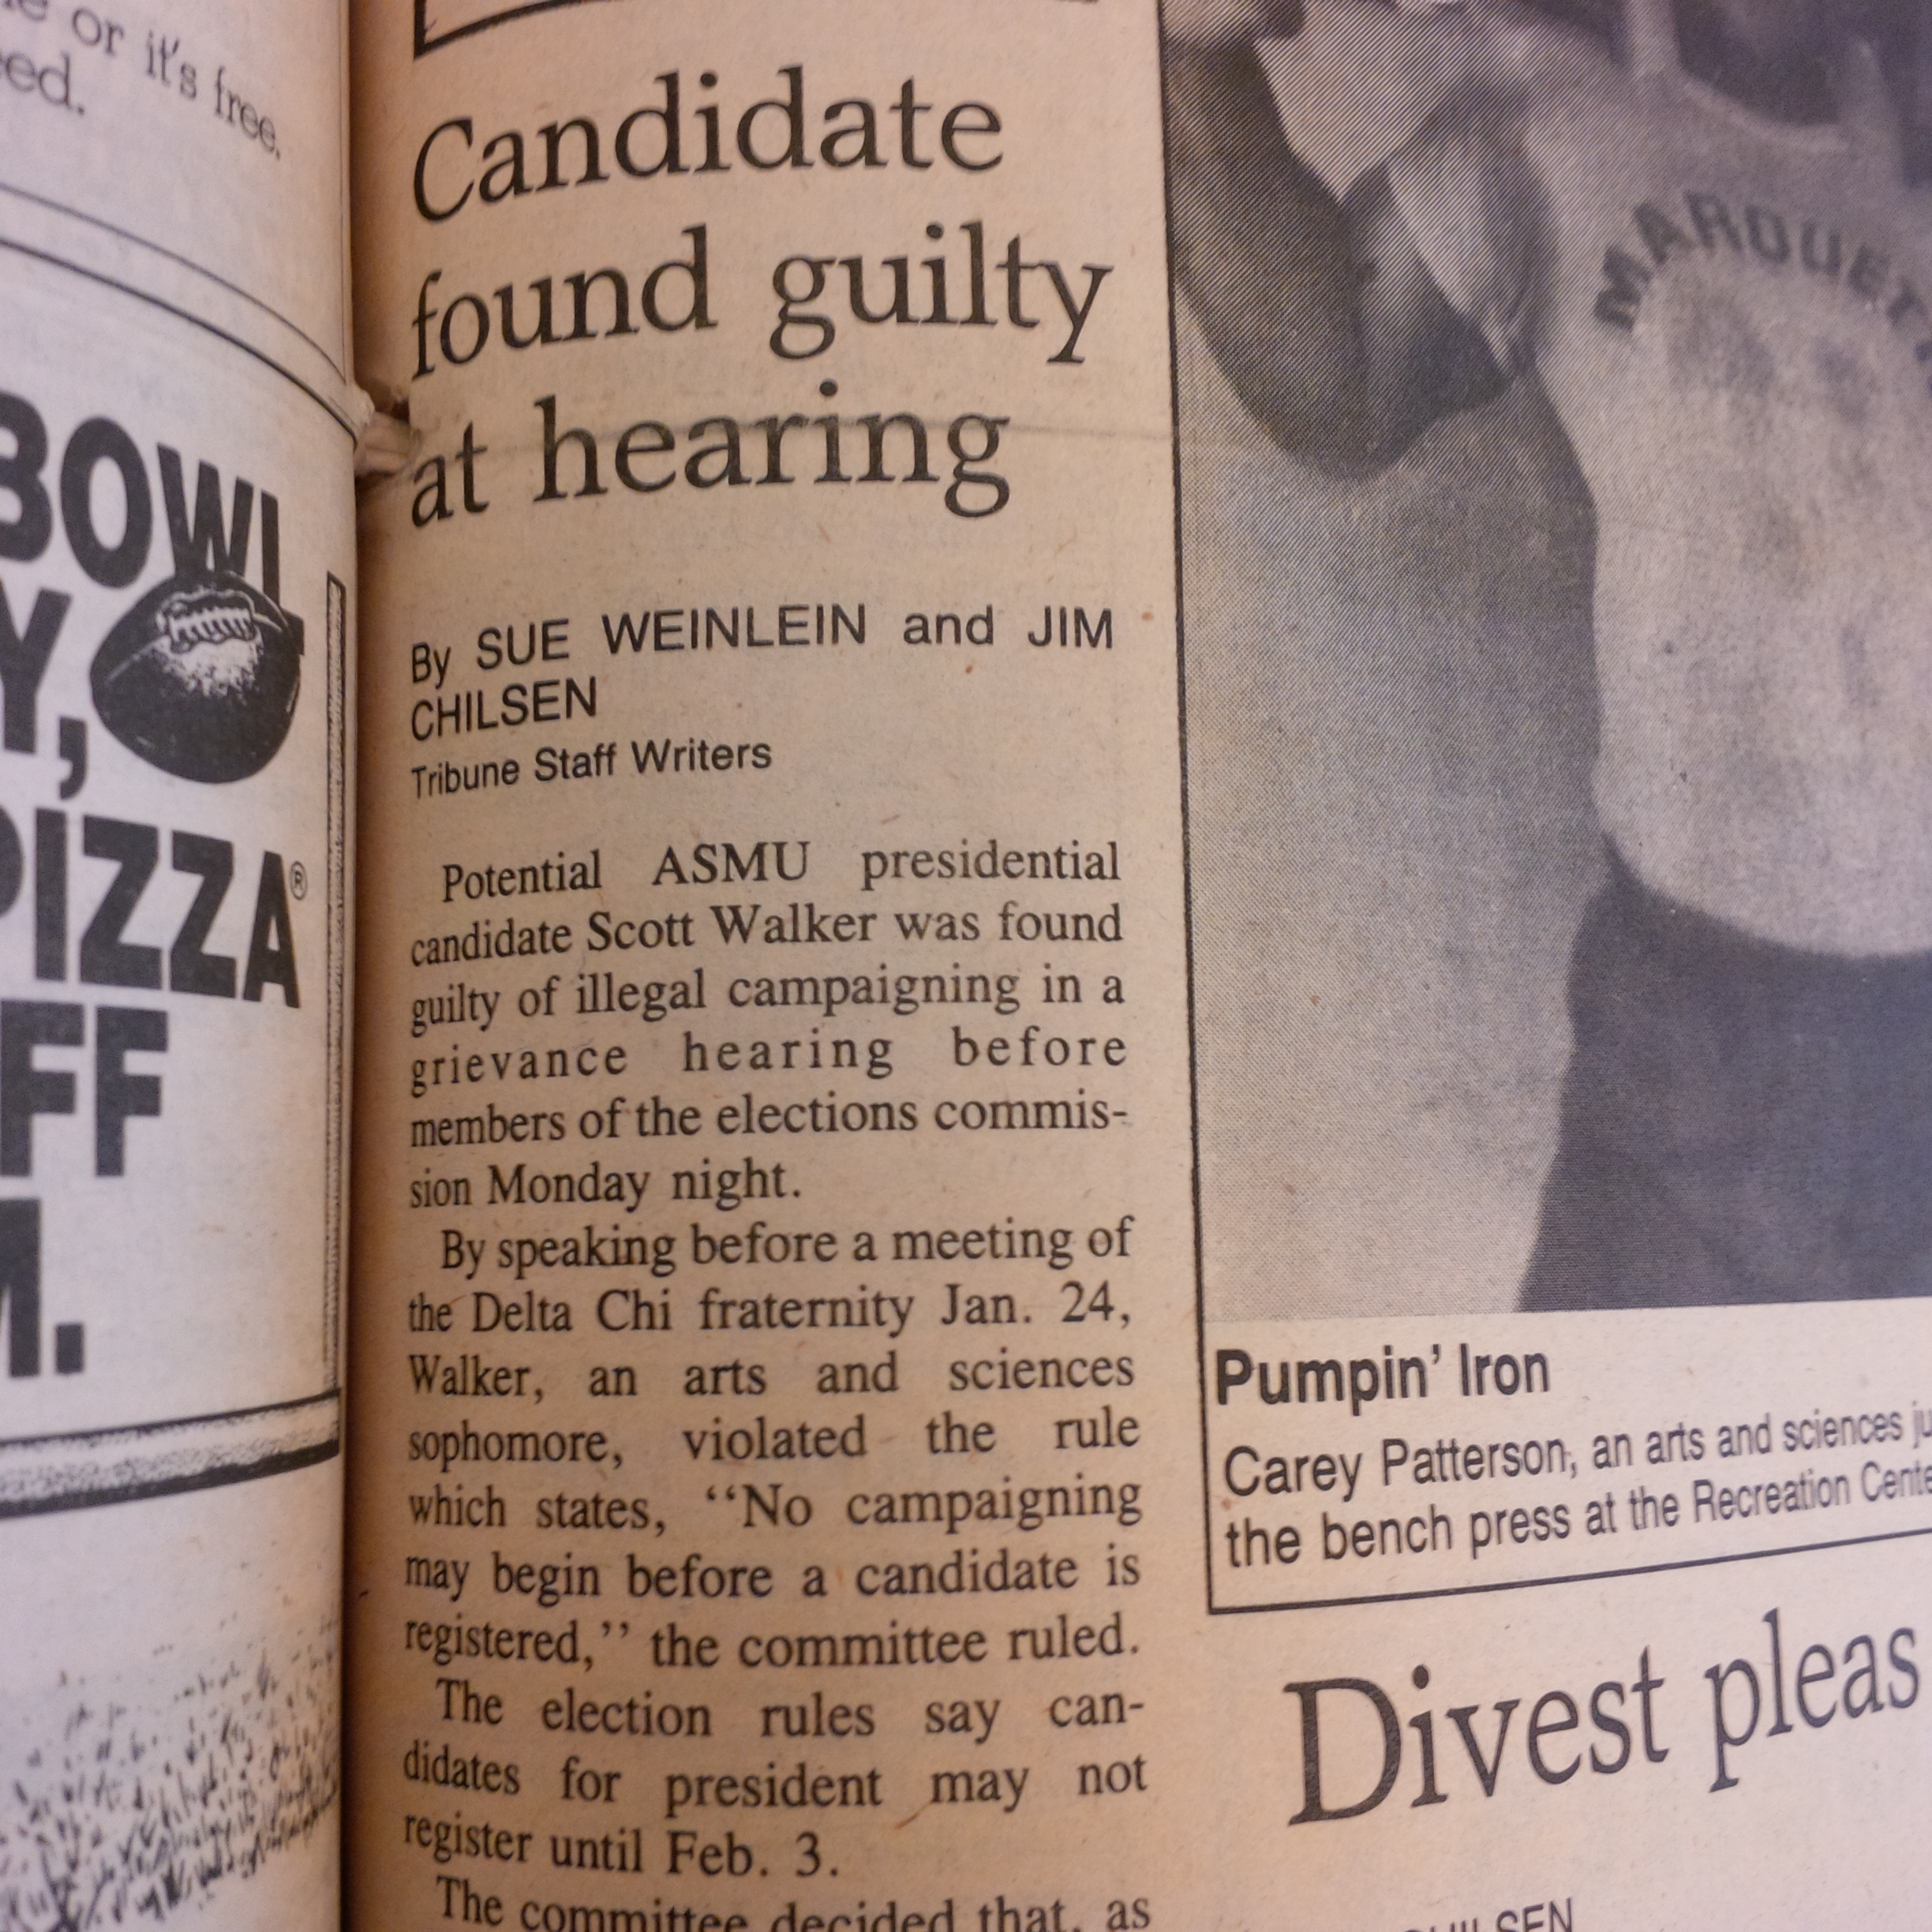 or it's free.
BOWL
PIZZA®
Candidate
found guilty
at hearing
By SUE WEINLEIN and JIM
CHILSEN
Tribune Staff Writers
Potential ASMU presidential
candidate Scott Walker was found
guilty of illegal campaigning in a
grievance hearing before
members of the elections commis-
sion Monday night.
By speaking before a meeting of
the Delta Chi fraternity Jan. 24,
Walker, an arts and sciences
sophomore, violated the rule
which states, ‘‘No campaigning
may begin before a candidate is
registered,’’ the committee ruled.
The election rules say can-
didates for president may not
register until Feb. 3.
The committee decided that, as
Pumpin’ Iron
Carey Patterson, an arts and sciences
the bench press at the Recreation
Divest